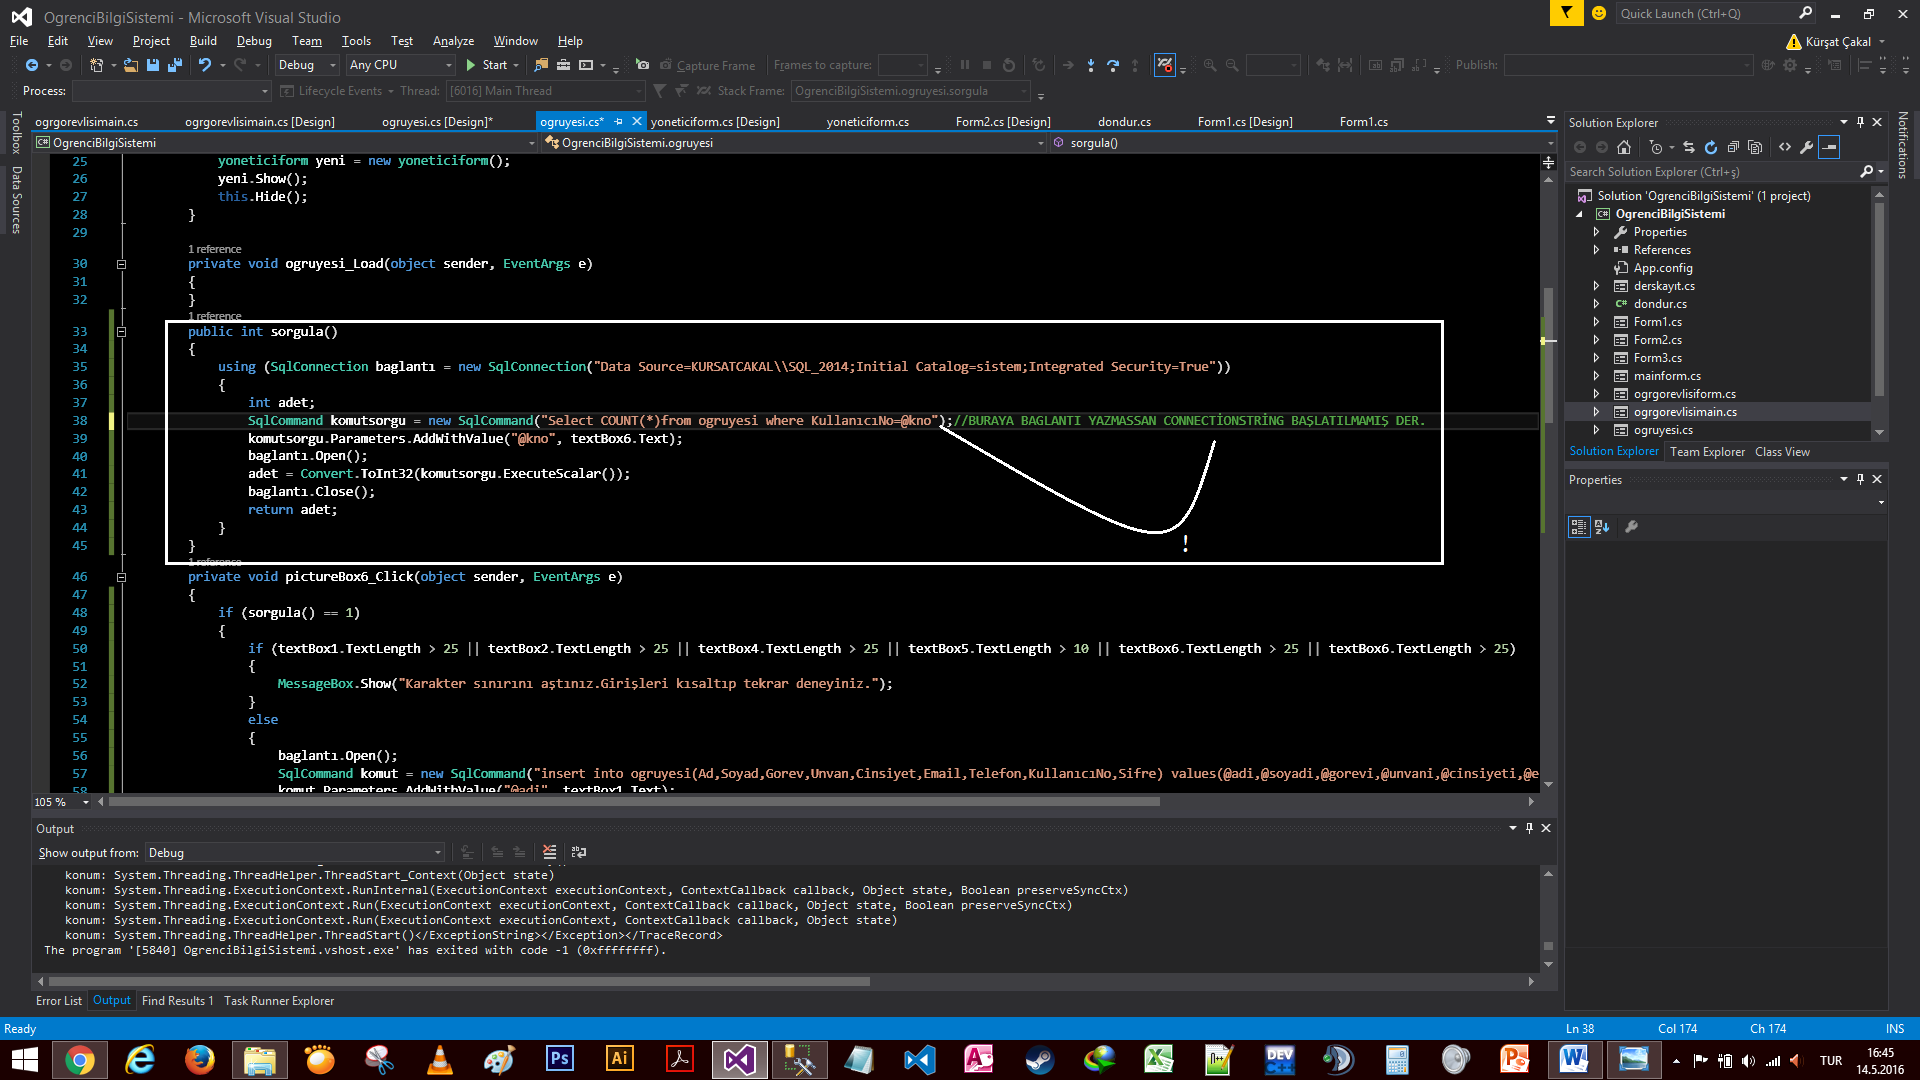 OgrenciBilgiSistemi - Microsoft Visual Studio
Quick Launch (Ctrl+Q)
File Edit View Project Build Debug Team Tools Test Analyze Window Help
Kürşat Çakal
Debug Any CPU Start Capture Frame Frames to capture: Publish:
Process: Lifecycle Events Thread: [6016] Main Thread Stack Frame: OgrenciBilgiSistemi.ogruyesi.sorgula
ogrgorevlisimain.cs ogrgorevlisimain.cs [Design] ogruyesi.cs [Design]* ogruyesi.cs* yoneticiform.cs [Design] yoneticiform.cs Form2.cs [Design] dondur.cs Form1.cs [Design] Form1.cs
OgrenciBilgiSistemi OgrenciBilgiSistemi.ogruyesi sorgula()
Toolbox
Data Sources
25 yoneticiform yeni = new yoneticiform();
26 yeni.Show();
27 this.Hide();
28 }
29
1 reference
30 private void ogruyesi_Load(object sender, EventArgs e)
31 {
32 }
1 reference
33 public int sorgula()
34 {
35 using (SqlConnection baglantı = new SqlConnection("Data Source=KURSATCAKAL\\SQL_2014;Initial Catalog=sistem;Integrated Security=True"))
36 {
37 int adet;
38 SqlCommand komutsorgu = new SqlCommand("Select COUNT(*)from ogruyesi where KullanıcıNo=@kno");//BURAYA BAGLANTI YAZMASSAN CONNECTİONSTRİNG BAŞLATILMAMIŞ DER.
39 komutsorgu.Parameters.AddWithValue("@kno", textBox6.Text);
40 baglantı.Open();
41 adet = Convert.ToInt32(komutsorgu.ExecuteScalar());
42 baglantı.Close();
43 return adet;
44 }
45 }
!
1 reference
46 private void pictureBox6_Click(object sender, EventArgs e)
47 {
48 if (sorgula() == 1)
49 {
50 if (textBox1.TextLength > 25 || textBox2.TextLength > 25 || textBox4.TextLength > 25 || textBox5.TextLength > 10 || textBox6.TextLength > 25 || textBox6.TextLength > 25)
51 {
52 MessageBox.Show("Karakter sınırını aştınız.Girişleri kısaltıp tekrar deneyiniz.");
53 }
54 else
55 {
56 baglantı.Open();
57 SqlCommand komut = new SqlCommand("insert into ogruyesi(Ad,Soyad,Gorev,Unvan,Cinsiyet,Email,Telefon,KullanıcıNo,Sifre) values(@adi,@soyadi,@gorevi,@unvani,@cinsiyeti,@e
58 komut.Parameters.AddWithValue("@adi", textBox1.Text);
105 %
Output
Show output from: Debug
konum: System.Threading.ThreadHelper.ThreadStart_Context(Object state)
konum: System.Threading.ExecutionContext.RunInternal(ExecutionContext executionContext, ContextCallback callback, Object state, Boolean preserveSyncCtx)
konum: System.Threading.ExecutionContext.Run(ExecutionContext executionContext, ContextCallback callback, Object state, Boolean preserveSyncCtx)
konum: System.Threading.ExecutionContext.Run(ExecutionContext executionContext, ContextCallback callback, Object state)
konum: System.Threading.ThreadHelper.ThreadStart()</ExceptionString></Exception></TraceRecord>
The program '[5840] OgrenciBilgiSistemi.vshost.exe' has exited with code -1 (0xffffffff).
Error List Output Find Results 1 Task Runner Explorer
Solution Explorer
Search Solution Explorer (Ctrl+ş)
Solution 'OgrenciBilgiSistemi' (1 project)
OgrenciBilgiSistemi
Properties
References
App.config
derskayıt.cs
dondur.cs
Form1.cs
Form2.cs
Form3.cs
mainform.cs
ogrgorevlisiform.cs
ogrgorevlisimain.cs
ogruyesi.cs
Solution Explorer Team Explorer Class View
Properties
Notifications
Ready Ln 38 Col 174 Ch 174 INS
Ps Ai DEV
TUR 16:45
14.5.2016